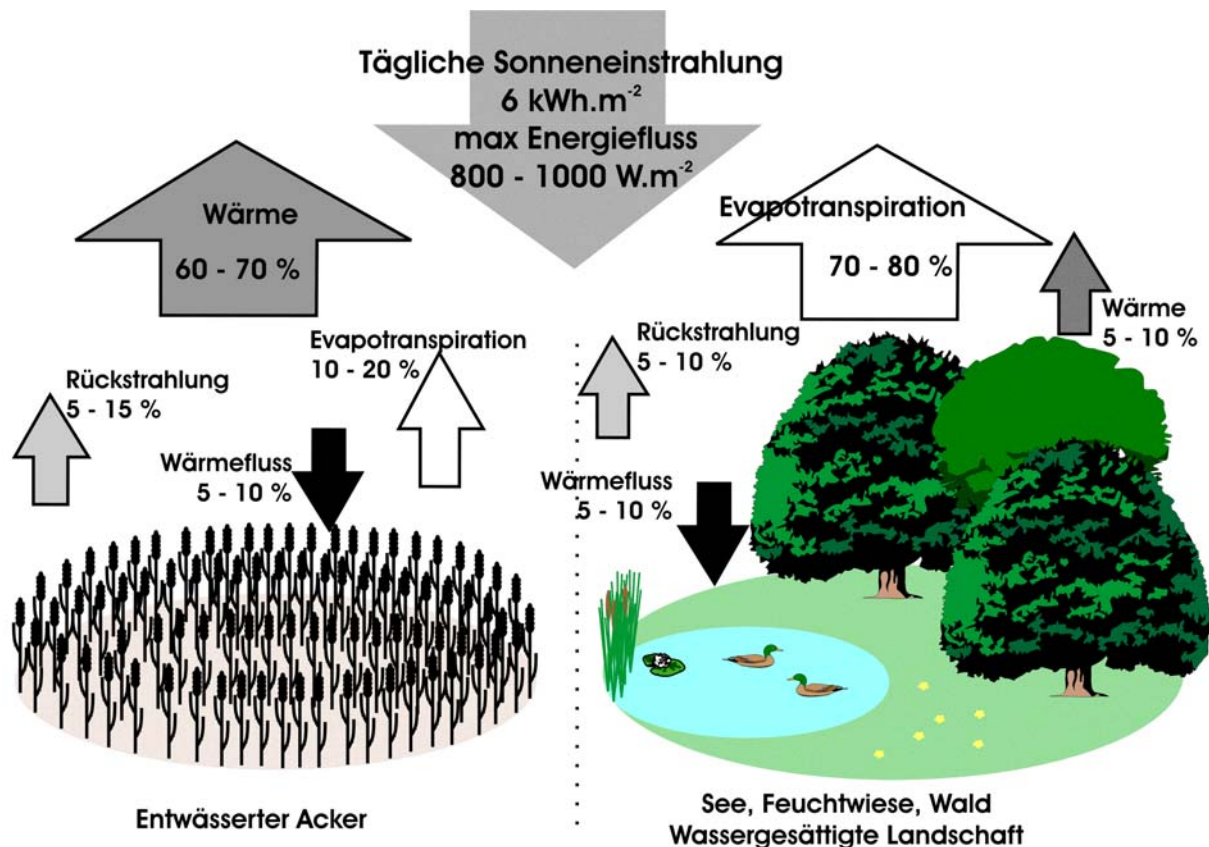 Tägliche Sonneneinstrahlung
6 kWh.m⁻²
max Energiefluss
800 - 1000 W.m⁻²
Wärme
60 - 70 %
Evapotranspiration
70 - 80 %
Wärme
5 - 10 %
Rückstrahlung
5 - 15 %
Evapotranspiration
10 - 20 %
Wärmefluss
5 - 10 %
Rückstrahlung
5 - 10 %
Wärmefluss
5 - 10 %
Entwässerter Acker
See, Feuchtwiese, Wald
Wassergesättigte Landschaft